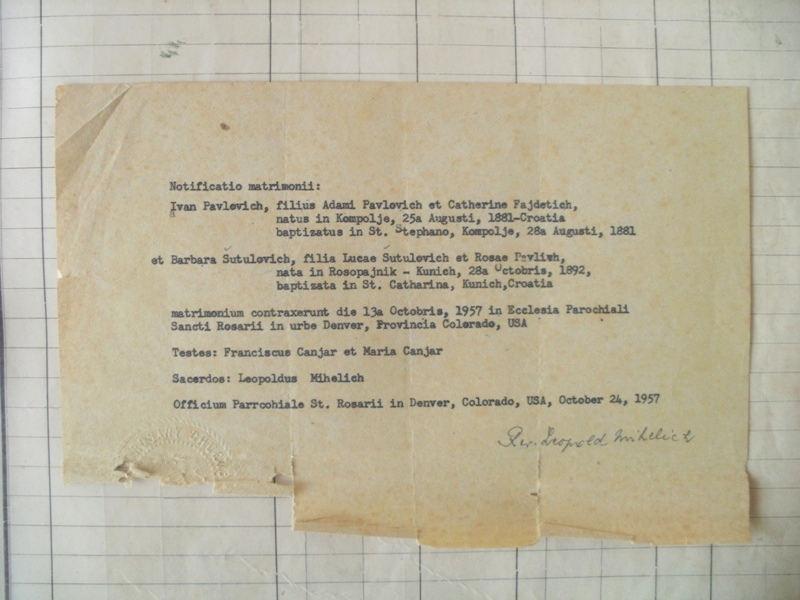 Notificatio matrimonii:
Ivan Pavlovich, filius Adami Pavlovich et Catherine Fajdetich,
natus in Kompolje, 25a Augusti, 1881-Croatia
baptizatus in St. Stephano, Kompolje, 28a Augusti, 1881
et Barbara Šutulovich, filia Lucae Šutulovich et Rosae
nata in Rosopajnik - Kunich, 28a Octobris, 1892,
baptizata in St. Catharina, Kunich,Croatia
matrimonium contraxerunt die 13a Octobris, 1957 in Ecclesia Parochiali
Sancti Rosarii in urbe Denver, Provincia Colorado, USA
Testes: Franciscus Canjar et Maria Canjar
Sacerdos: Leopoldus Mihelich
Officium Parrcohiale St. Rosarii in Denver, Colorado, USA, October 24, 1957
Rev. Leopold Mihelich